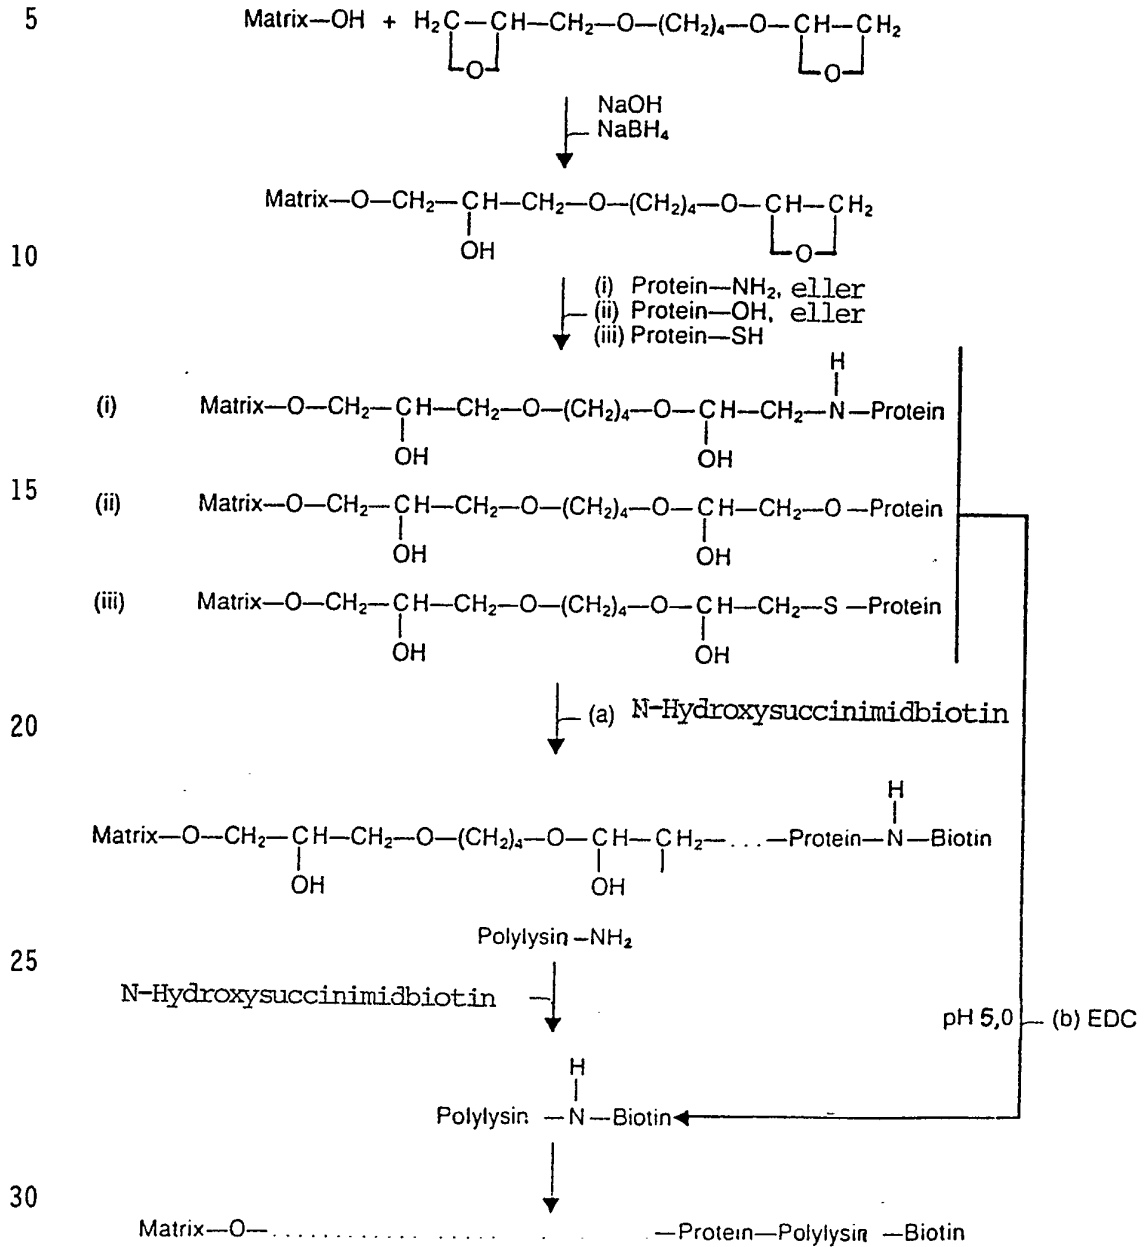 5 Matrix—OH + H₂C—CH—CH₂—O—(CH₂)₄—O—CH—CH₂
O O
NaOH
NaBH₄
Matrix—O—CH₂—CH—CH₂—O—(CH₂)₄—O—CH—CH₂
OH O
10
(i) Protein—NH₂, eller
(ii) Protein—OH, eller
(iii) Protein—SH
H
(i) Matrix—O—CH₂—CH—CH₂—O—(CH₂)₄—O—CH—CH₂—N—Protein
OH OH
15
(ii) Matrix—O—CH₂—CH—CH₂—O—(CH₂)₄—O—CH—CH₂—O—Protein
OH OH
(iii) Matrix—O—CH₂—CH—CH₂—O—(CH₂)₄—O—CH—CH₂—S—Protein
OH OH
20 (a) N-Hydroxysuccinimidbiotin
H
Matrix—O—CH₂—CH—CH₂—O—(CH₂)₄—O—CH—CH₂—...—Protein—N—Biotin
OH OH
Polylysin—NH₂
25
N-Hydroxysuccinimidbiotin
pH 5,0 (b) EDC
H
Polylysin—N—Biotin
30
Matrix—O—.......................—Protein—Polylysin—Biotin